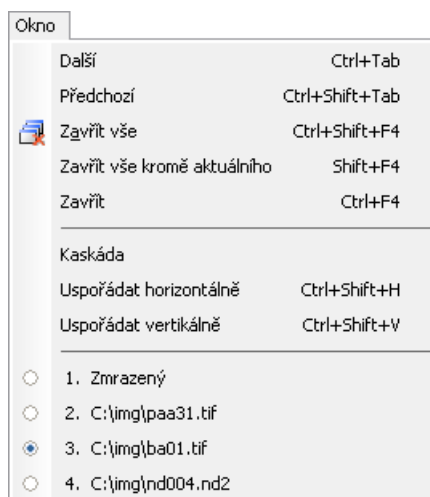 Okno
Další Ctrl+Tab
Předchozí Ctrl+Shift+Tab
Zavřít vše Ctrl+Shift+F4
Zavřít vše kromě aktuálního Shift+F4
Zavřít Ctrl+F4
Kaskáda
Uspořádat horizontálně Ctrl+Shift+H
Uspořádat vertikálně Ctrl+Shift+V
1. Zmrazený
2. C:\img\paa31.tif
3. C:\img\ba01.tif
4. C:\img\nd004.nd2